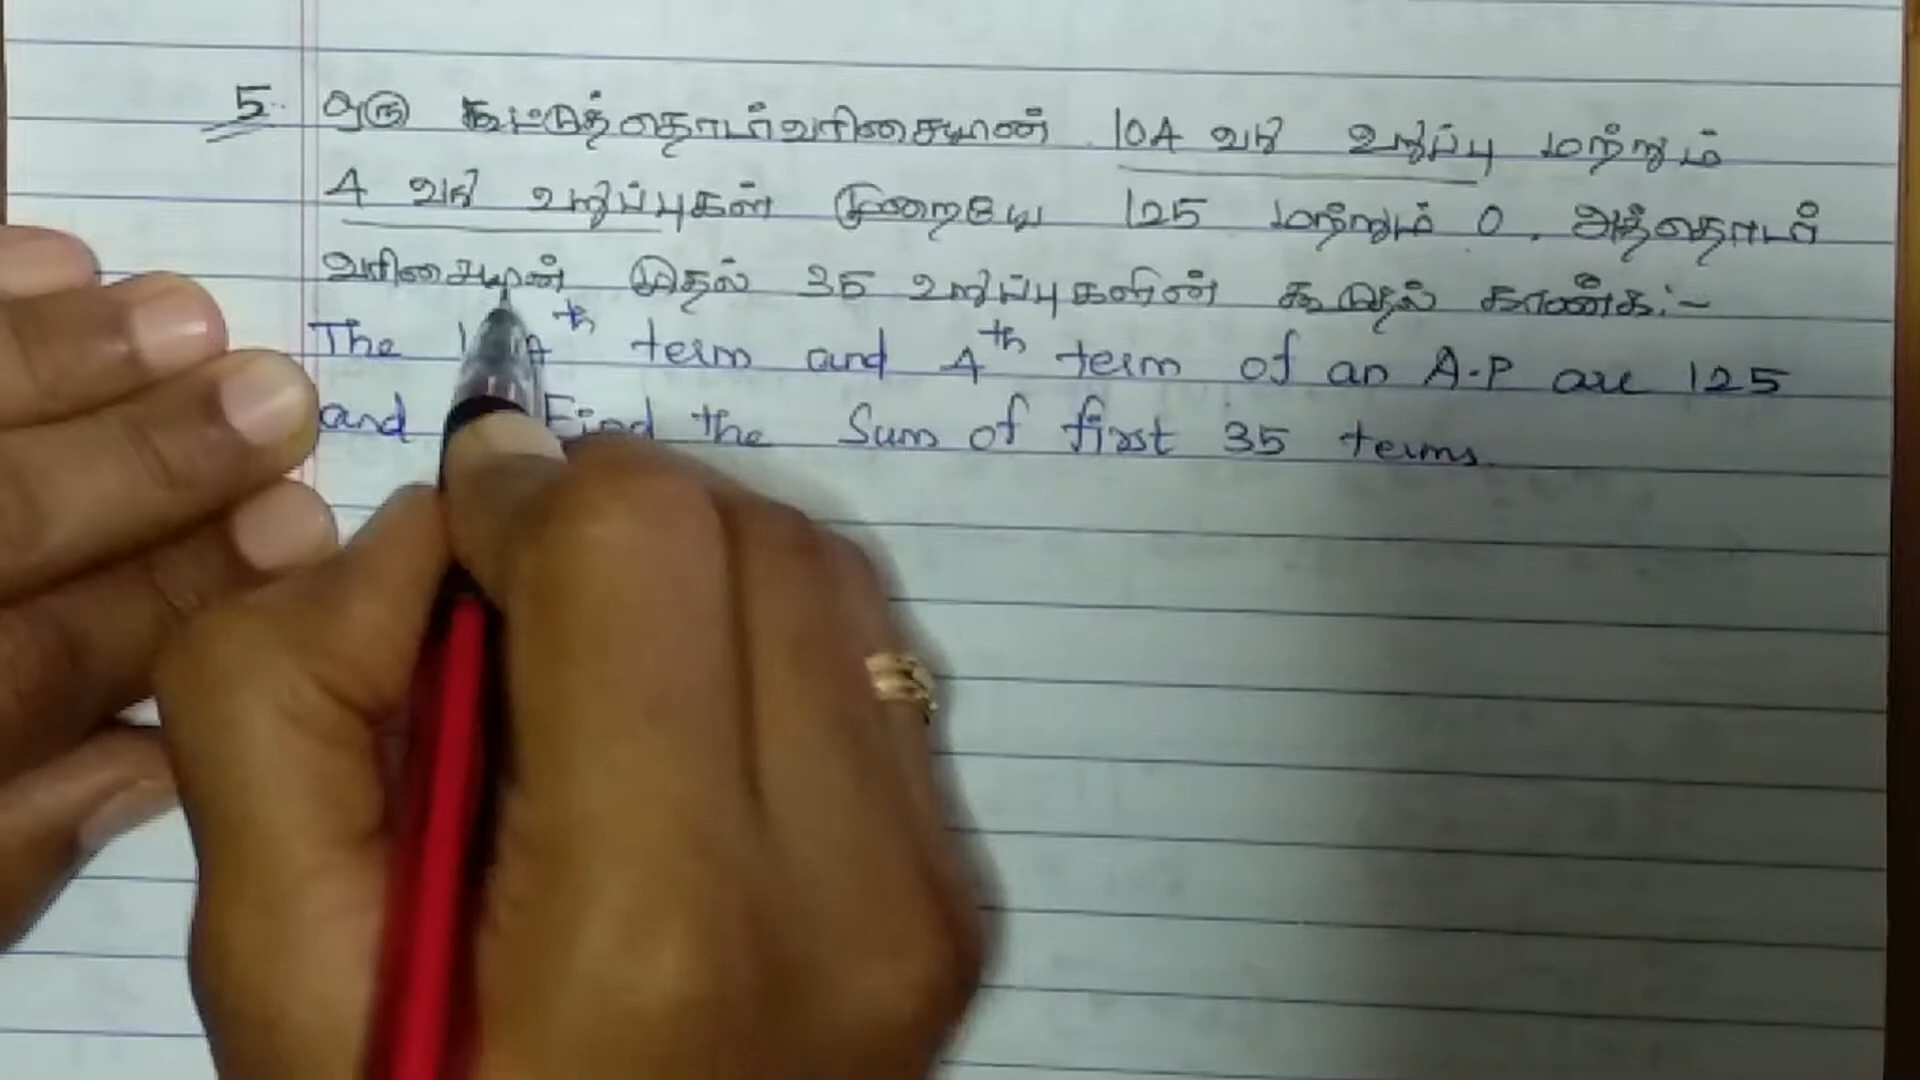 5. ஒரு கூட்டுத்தொடர்வரிசையின் 104 வது உறுப்பு மற்றும்
4 வது உறுப்புகள் முறையே 125 மற்றும் 0. அத்தொடர்
வரிசையின் முதல் 35 உறுப்புகளின் கூடுதல் காண்க:-
The term and 4th term of an A.P are 125
and Find the Sum of first 35 terms.